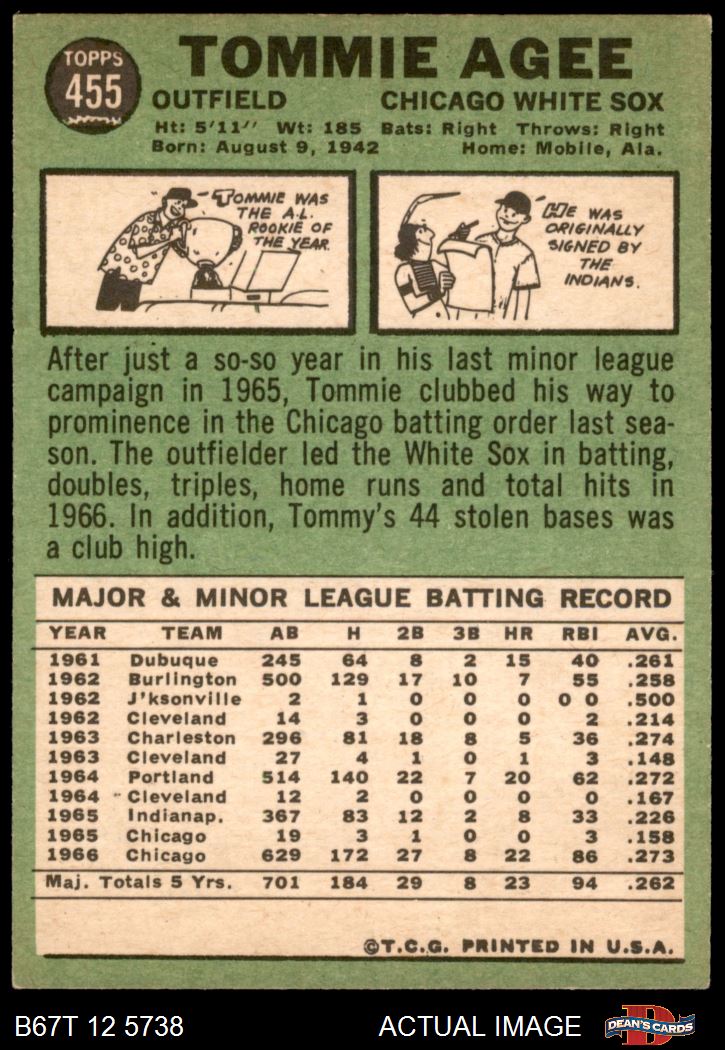 TOPPS
455
TOMMIE AGEE
OUTFIELD CHICAGO WHITE SOX
Ht: 5'11" Wt: 185 Bats: Right Throws: Right
Born: August 9, 1942 Home: Mobile, Ala.
TOMMIE WAS
THE A.L.
ROOKIE OF
THE YEAR.
HE WAS
ORIGINALLY
SIGNED BY
THE
INDIANS.
After just a so-so year in his last minor league
campaign in 1965, Tommie clubbed his way to
prominence in the Chicago batting order last sea-
son. The outfielder led the White Sox in batting,
doubles, triples, home runs and total hits in
1966. In addition, Tommy's 44 stolen bases was
a club high.
MAJOR & MINOR LEAGUE BATTING RECORD
YEAR TEAM AB H 2B 3B HR RBI AVG.
1961 Dubuque 245 64 8 2 15 40 .261
1962 Burlington 500 129 17 10 7 55 .258
1962 J'ksonville 2 1 0 0 0 0 0 .500
1962 Cleveland 14 3 0 0 0 2 .214
1963 Charleston 296 81 18 8 5 36 .274
1963 Cleveland 27 4 1 0 1 3 .148
1964 Portland 514 140 22 7 20 62 .272
1964 Cleveland 12 2 0 0 0 0 .167
1965 Indianap. 367 83 12 2 8 33 .226
1965 Chicago 19 3 1 0 0 3 .158
1966 Chicago 629 172 27 8 22 86 .273
Maj. Totals 5 Yrs. 701 184 29 8 23 94 .262
©T.C.G. PRINTED IN U.S.A.
B67T 12 5738 ACTUAL IMAGE
D
DEAN'S CARDS